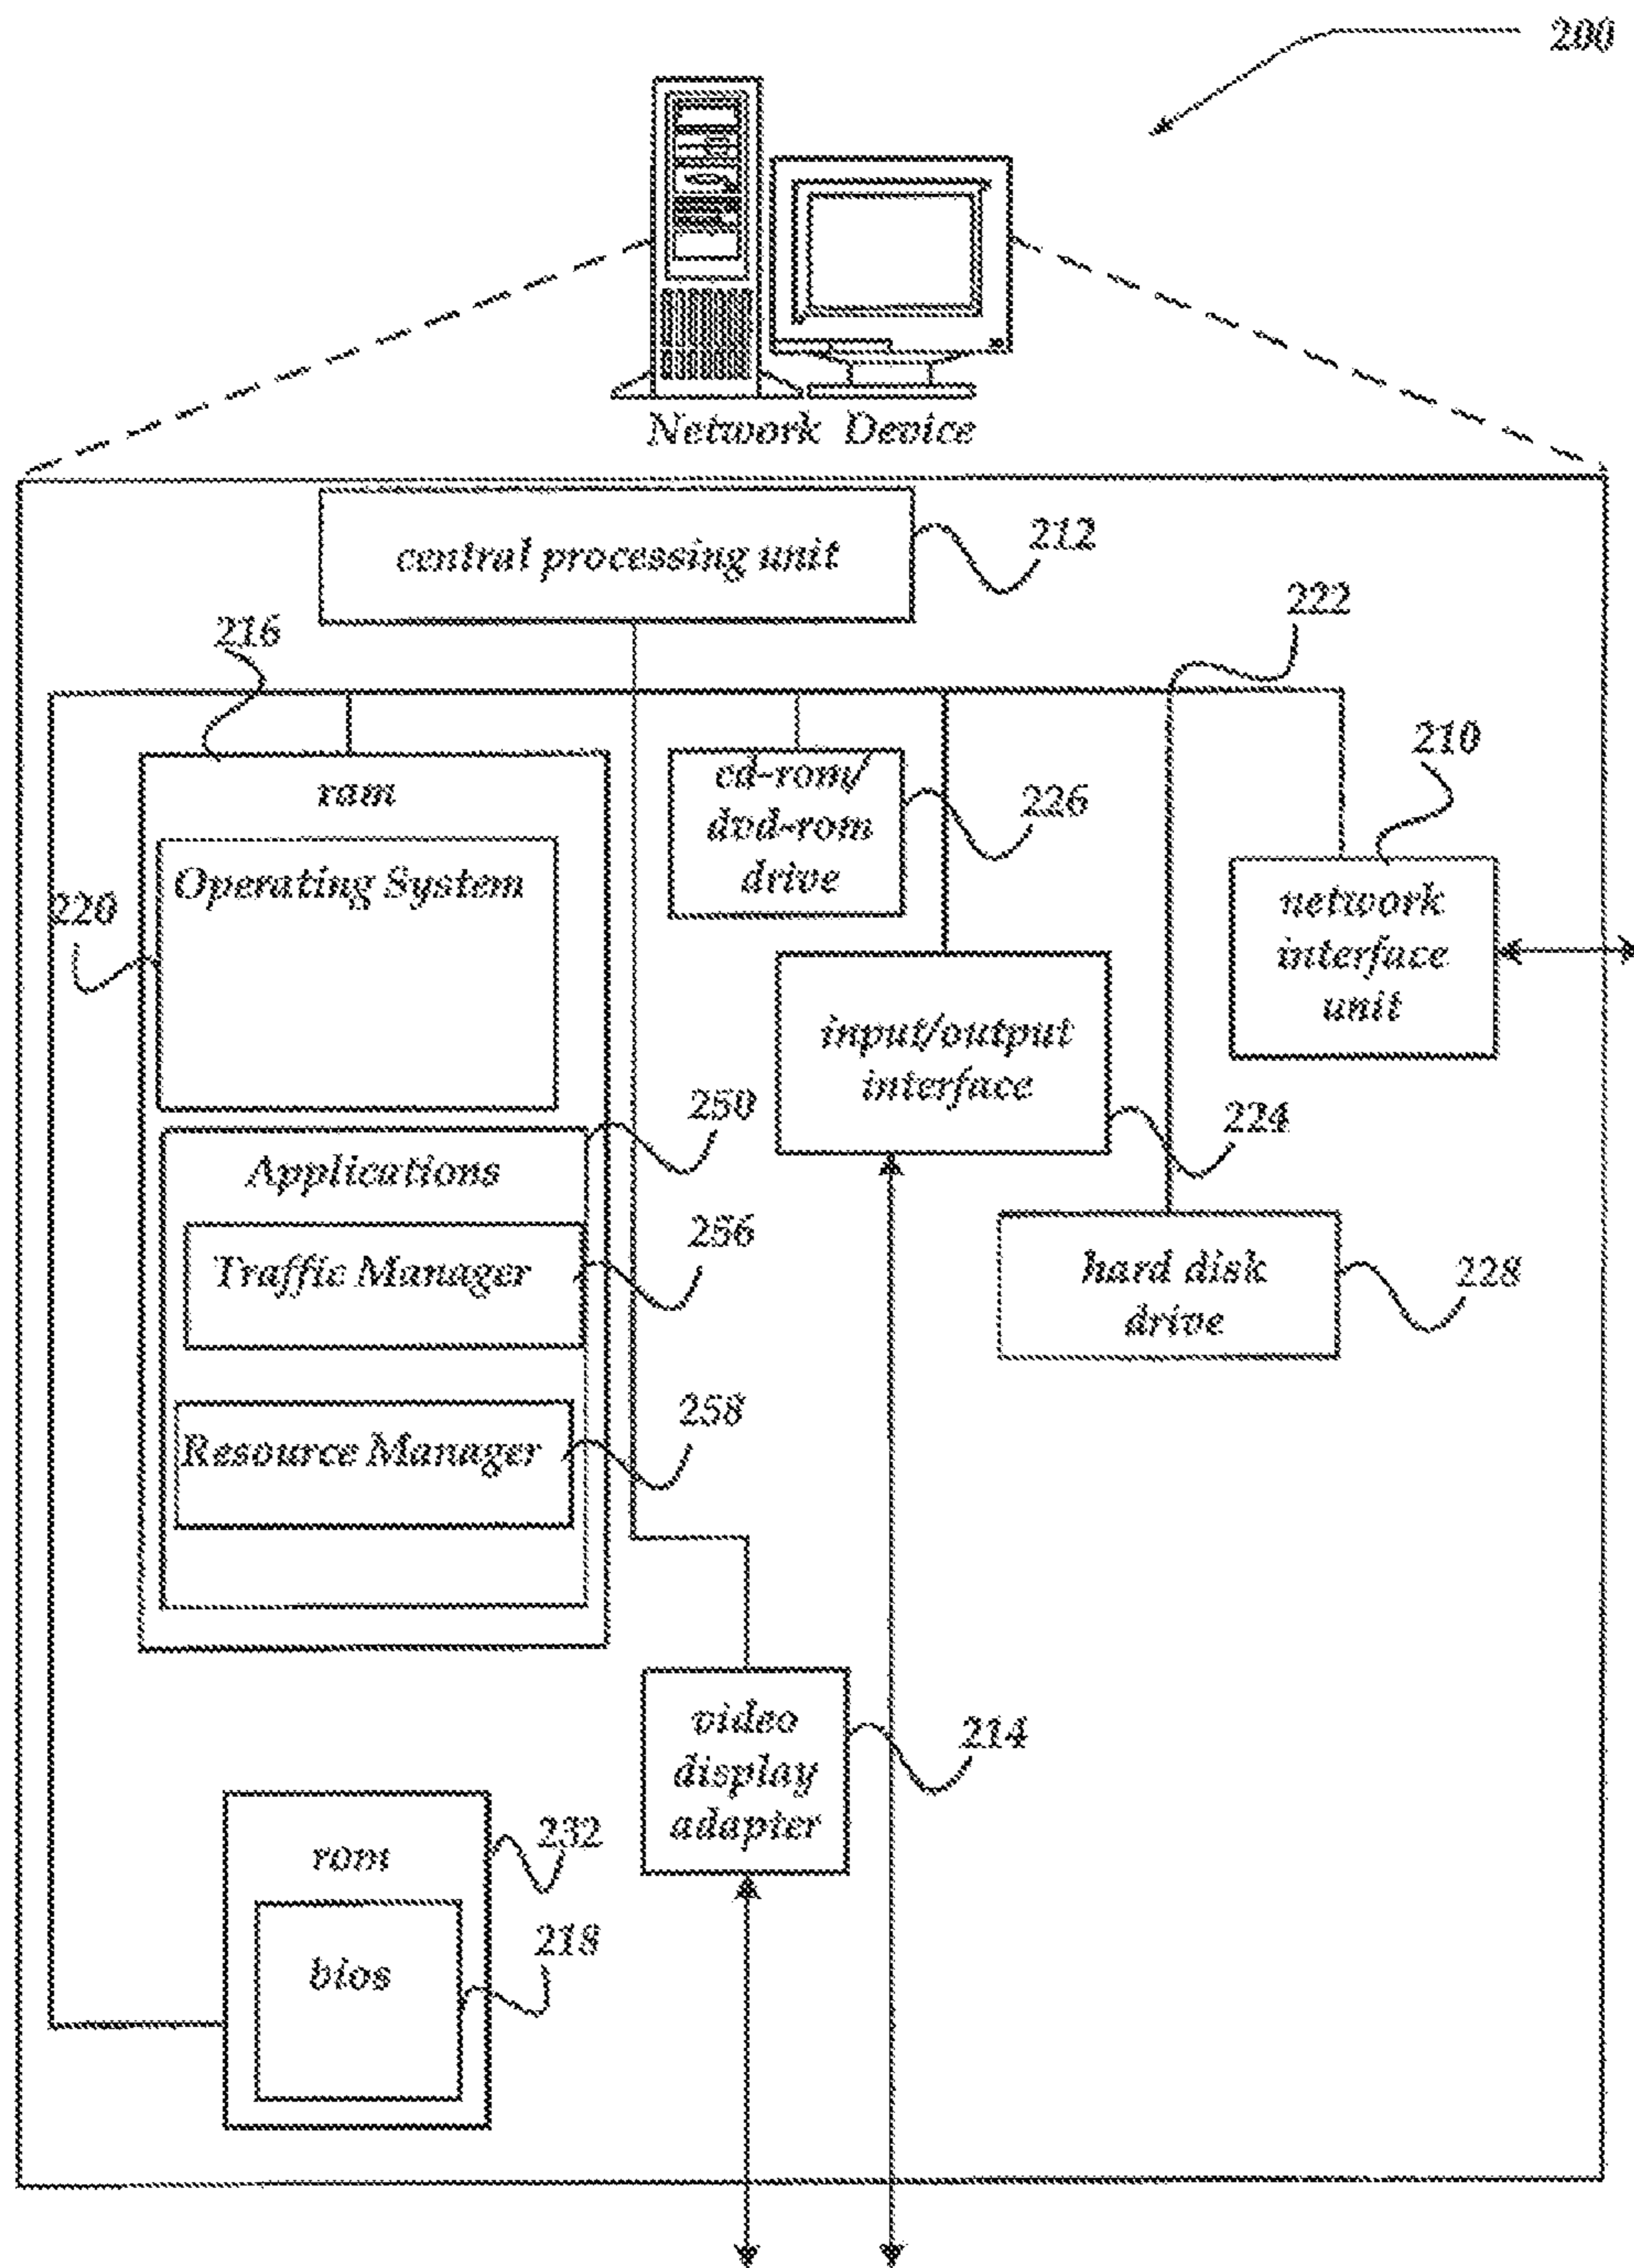 200
Network Device
central processing unit
212
222
216
210
ram
cd-rom/
dvd-rom
drive
226
Operating System
220
network
interface
unit
input/output
interface
250
224
Applications
256
Traffic Manager
hard disk
drive
228
258
Resource Manager
video
display
adapter
214
232
rom
218
bios